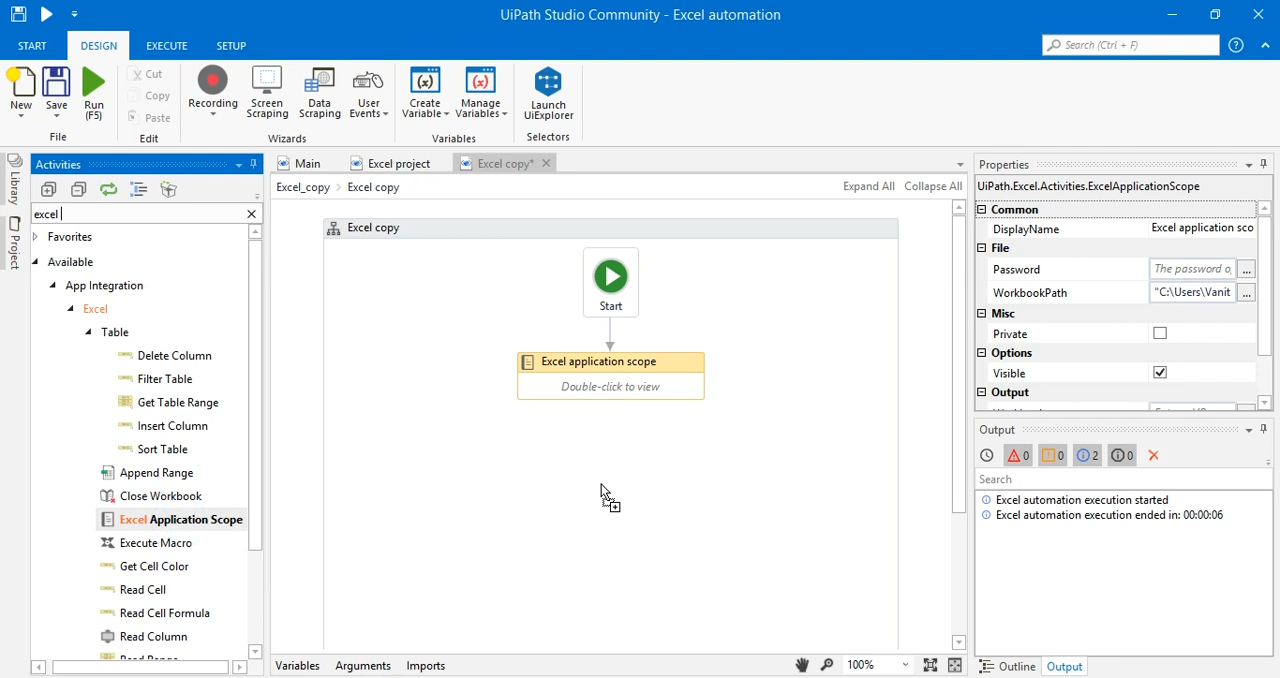 UiPath Studio Community - Excel automation
START DESIGN EXECUTE SETUP
Search (Ctrl + F)
New Save Run (F5) Cut Copy Paste Recording Screen Scraping Data Scraping User Events Create Variable Manage Variables Launch UiExplorer
File Edit Wizards Variables Selectors
Library
Project
Activities
excel
Favorites
Available
App Integration
Excel
Table
Delete Column
Filter Table
Get Table Range
Insert Column
Sort Table
Append Range
Close Workbook
Excel Application Scope
Execute Macro
Get Cell Color
Read Cell
Read Cell Formula
Read Column
Main Excel project Excel copy*
Excel_copy Excel copy
Expand All Collapse All
Excel copy
Start
Excel application scope
Double-click to view
Variables Arguments Imports
100%
Properties
UiPath.Excel.Activities.ExcelApplicationScope
Common
DisplayName Excel application sco
File
Password The password o
WorkbookPath "C:\Users\Vanit
Misc
Private
Options
Visible
Output
Output
0 0 2 0
Search
Excel automation execution started
Excel automation execution ended in: 00:00:06
Outline Output